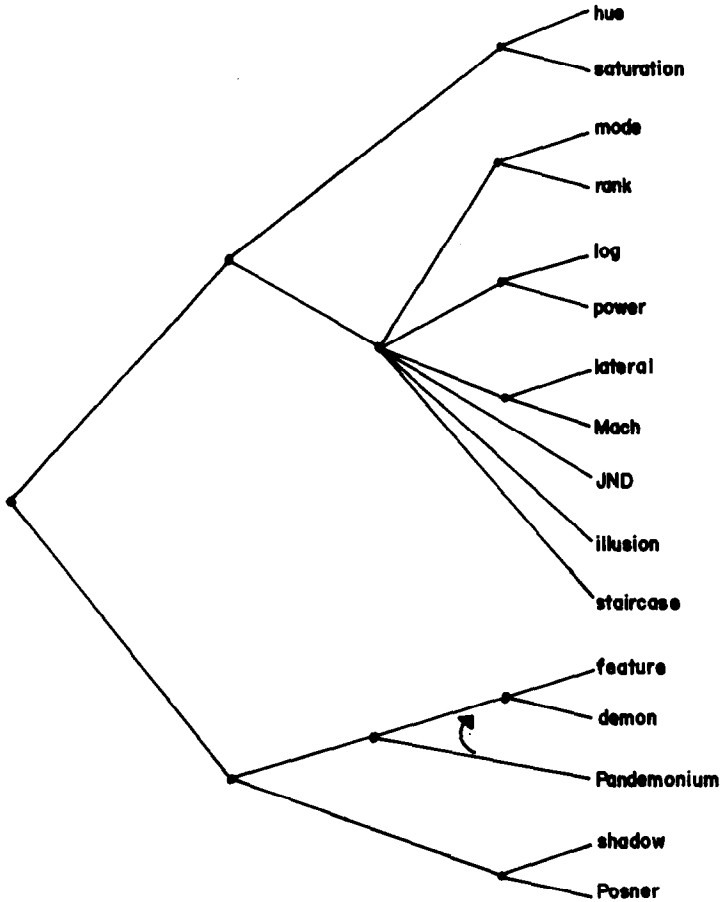 hue
saturation
mode
rank
log
power
lateral
Mach
JND
illusion
staircase
feature
demon
Pandemonium
shadow
Posner